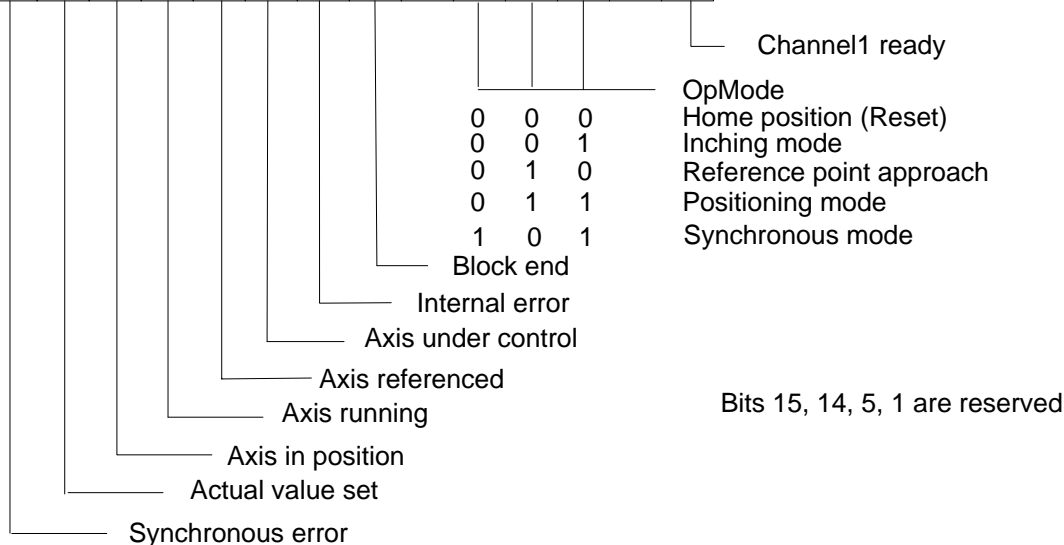 Channel1 ready
OpMode
0 0 0 Home position (Reset)
0 0 1 Inching mode
0 1 0 Reference point approach
0 1 1 Positioning mode
1 0 1 Synchronous mode
Block end
Internal error
Axis under control
Axis referenced
Bits 15, 14, 5, 1 are reserved
Axis running
Axis in position
Actual value set
Synchronous error